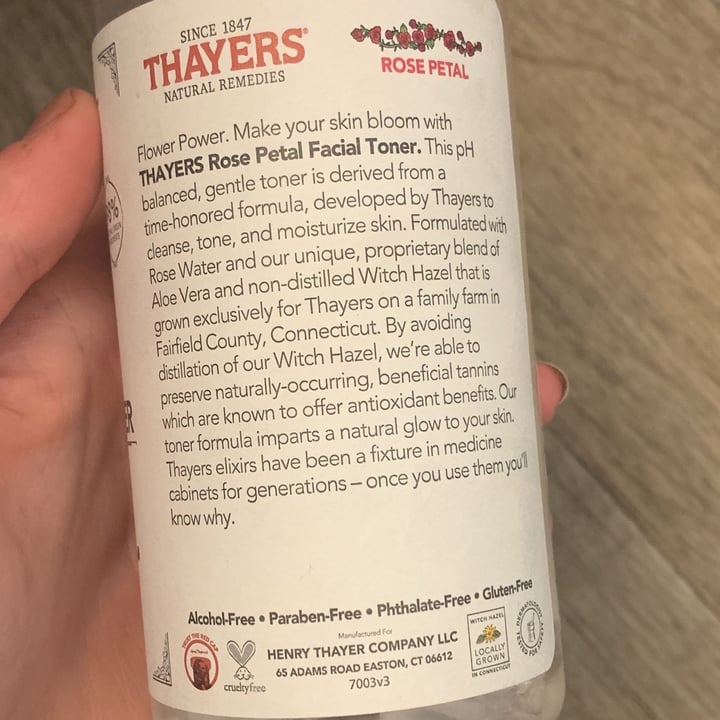 SINCE 1847
THAYERS®
NATURAL REMEDIES
ROSE PETAL
Flower Power. Make your skin bloom with
THAYERS Rose Petal Facial Toner. This pH
balanced, gentle toner is derived from a
time-honored formula, developed by Thayers to
cleanse, tone, and moisturize skin. Formulated with
Rose Water and our unique, proprietary blend of
Aloe Vera and non-distilled Witch Hazel that is
grown exclusively for Thayers on a family farm in
Fairfield County, Connecticut. By avoiding
distillation of our Witch Hazel, we're able to
preserve naturally-occurring, beneficial tannins
which are known to offer antioxidant benefits. Our
toner formula imparts a natural glow to your skin.
Thayers elixirs have been a fixture in medicine
cabinets for generations – once you use them you'll
know why.
Alcohol-Free • Paraben-Free • Phthalate-Free • Gluten-Free
Manufactured For
HENRY THAYER COMPANY LLC
65 ADAMS ROAD EASTON, CT 06612
7003v3
crueltyfree
WITCH HAZEL
LOCALLY
GROWN
IN CONNECTICUT